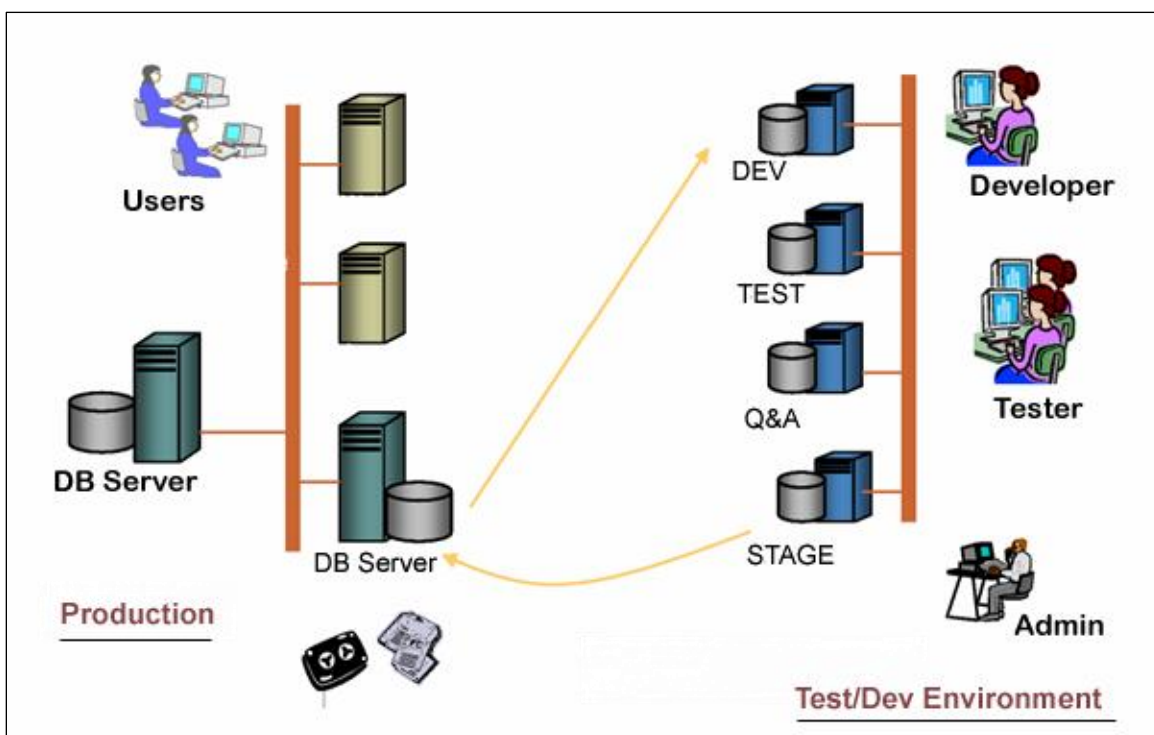 Users
DB Server
DB Server
Production
DEV
TEST
Q&A
STAGE
Developer
Tester
Admin
Test/Dev Environment